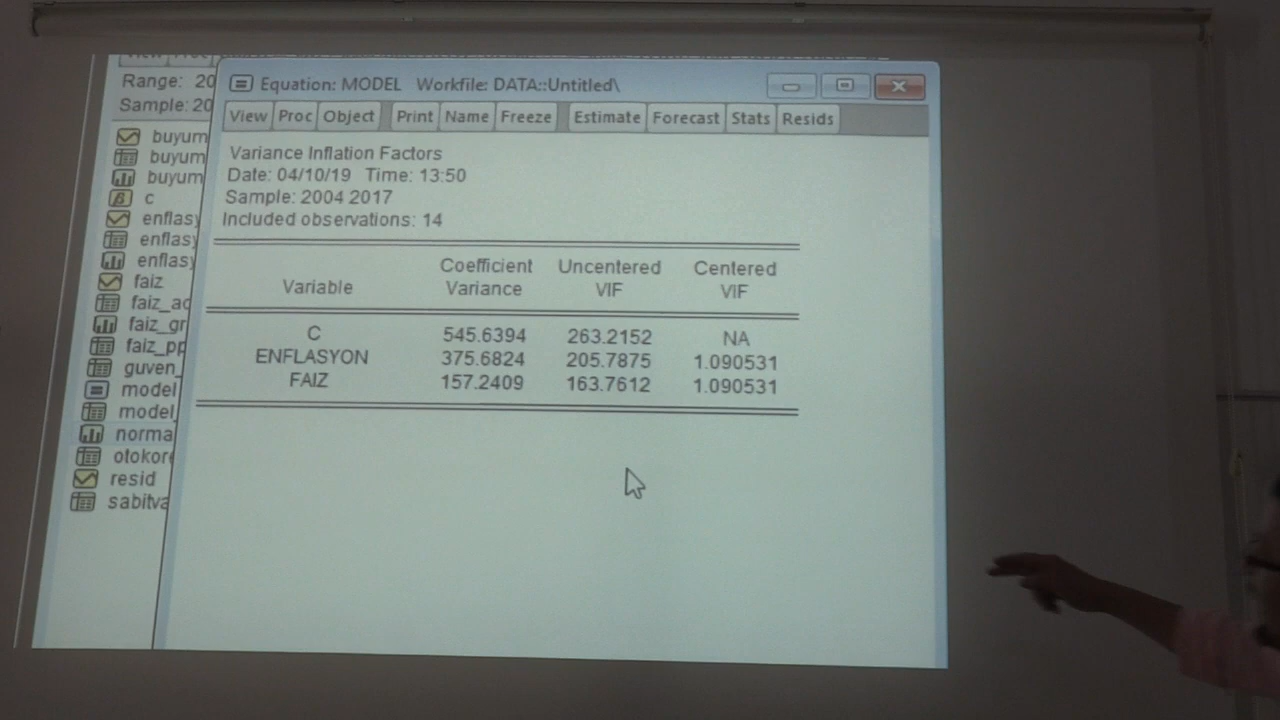 Range: 20
Sample: 20
buyum
buyum
buyum
c
enflasy
enflasy
enflasy
faiz
faiz_ad
faiz_gr
faiz_pp
guven_
model
model_
norma
otokore
resid
sabitva
Equation: MODEL Workfile: DATA::Untitled\
View Proc Object Print Name Freeze Estimate Forecast Stats Resids
Variance Inflation Factors
Date: 04/10/19 Time: 13:50
Sample: 2004 2017
Included observations: 14
Coefficient Uncentered Centered
Variable Variance VIF VIF
C 545.6394 263.2152 NA
ENFLASYON 375.6824 205.7875 1.090531
FAIZ 157.2409 163.7612 1.090531